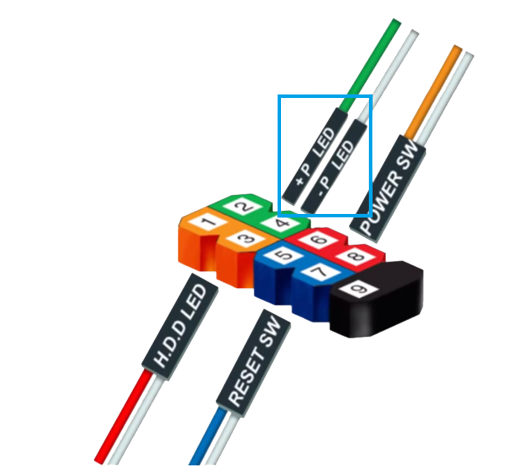 + P LED
- P LED
POWER SW
2
1
4
3
6
5
8
7
9
H.D.D LED
RESET SW